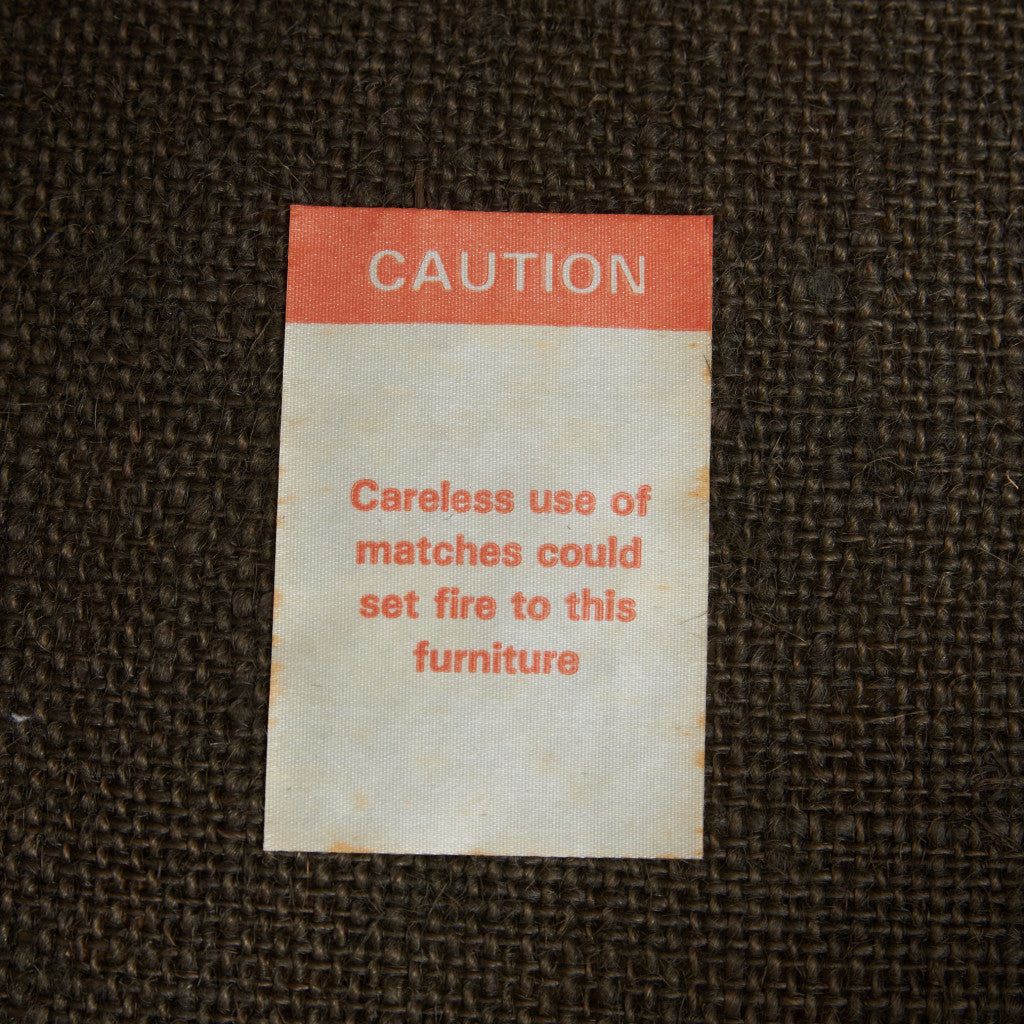 CAUTION
Careless use of
matches could
set fire to this
furniture